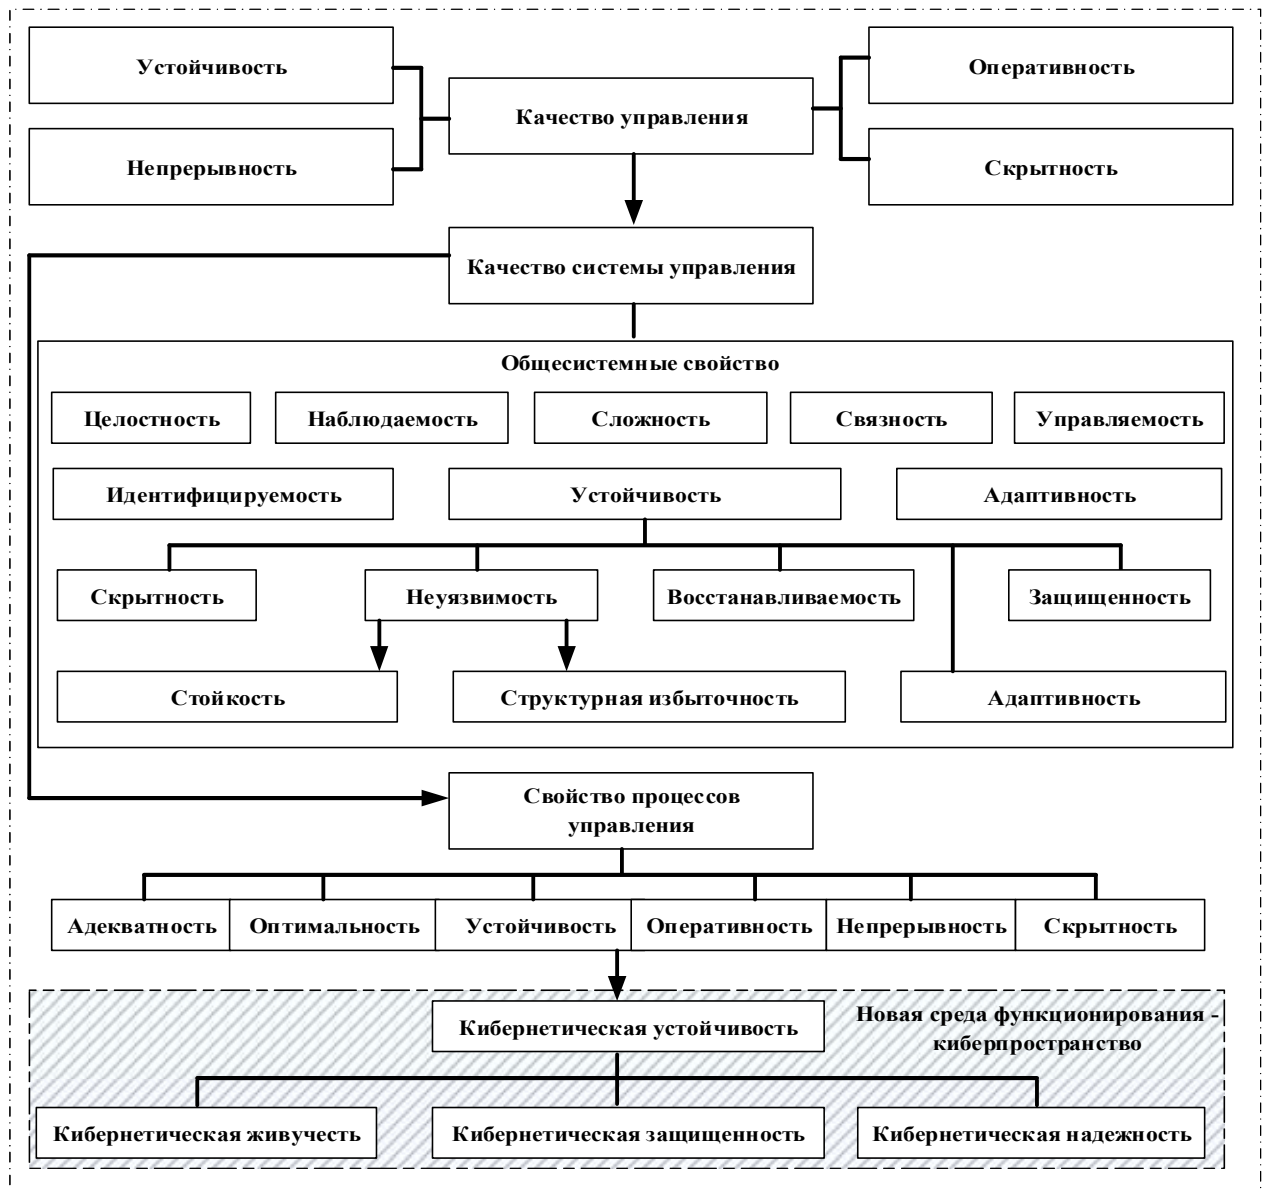 Устойчивость
Оперативность
Качество управления
Непрерывность
Скрытность
Качество системы управления
Общесистемные свойство
Целостность
Наблюдаемость
Сложность
Связность
Управляемость
Идентифицируемость
Устойчивость
Адаптивность
Скрытность
Неуязвимость
Восстанавливаемость
Защищенность
Стойкость
Структурная избыточность
Адаптивность
Свойство процессов
управления
Адекватность
Оптимальность
Устойчивость
Оперативность
Непрерывность
Скрытность
Кибернетическая устойчивость
Новая среда функционирования -
киберпространство
Кибернетическая живучесть
Кибернетическая защищенность
Кибернетическая надежность